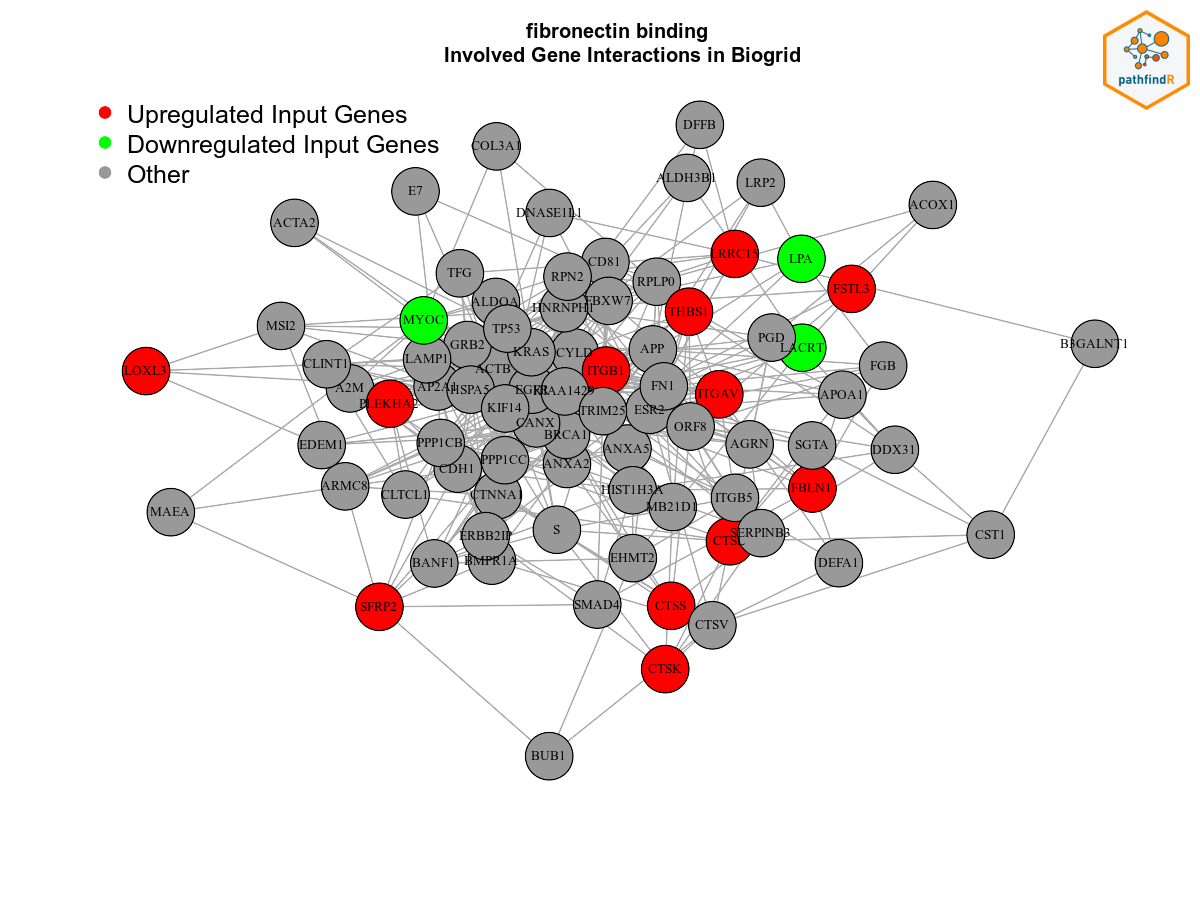 fibronectin binding
Involved Gene Interactions in Biogrid
pathfindR
Upregulated Input Genes
Downregulated Input Genes
Other
DFFB
COL3A1
ALDH3B1
LRP2
E7
ACOX1
DNASE1L1
ACTA2
LRRC15
LPA
CD81
TFG
RPN2
RPLP0
FSTL3
ALDOA
FBXW7
HNRNPH1
THBS1
MYOC
MSI2
TP53
PGD
B3GALNT1
GRB2
LACRT
APP
KRAS
CYLD
LAMP1
CLINT1
FGB
LOXL3
ACTB
ITGB1
A2M
AP2A1
HSPA5
EGFR
KIAA1429
FN1
ITGAV
APOA1
PLEKHA2
KIF14
TRIM25
ESR2
CANX
ORF8
BRCA1
PPP1CB
EDEM1
AGRN
SGTA
DDX31
ANXA5
PPP1CC
ANXA2
CDH1
ARMC8
CLTCL1
CTNNA1
HIST1H3A
FBLN1
ITGB5
MB21D1
MAEA
S
ERBB2IP
SERPINB3
CST1
CTSL
BANF1
BMPR1A
EHMT2
DEFA1
SFRP2
SMAD4
CTSS
CTSV
CTSK
BUB1